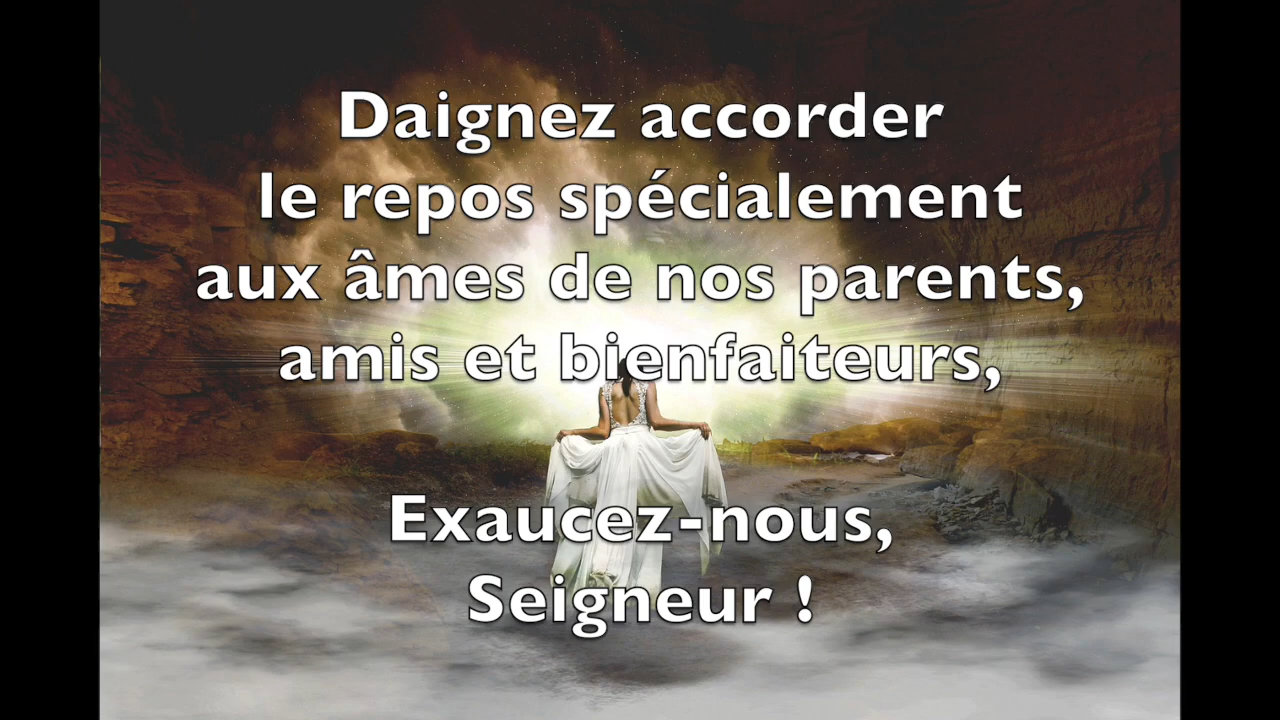 Daignez accorder
le repos spécialement
aux âmes de nos parents,
amis et bienfaiteurs,
Exaucez-nous,
Seigneur !